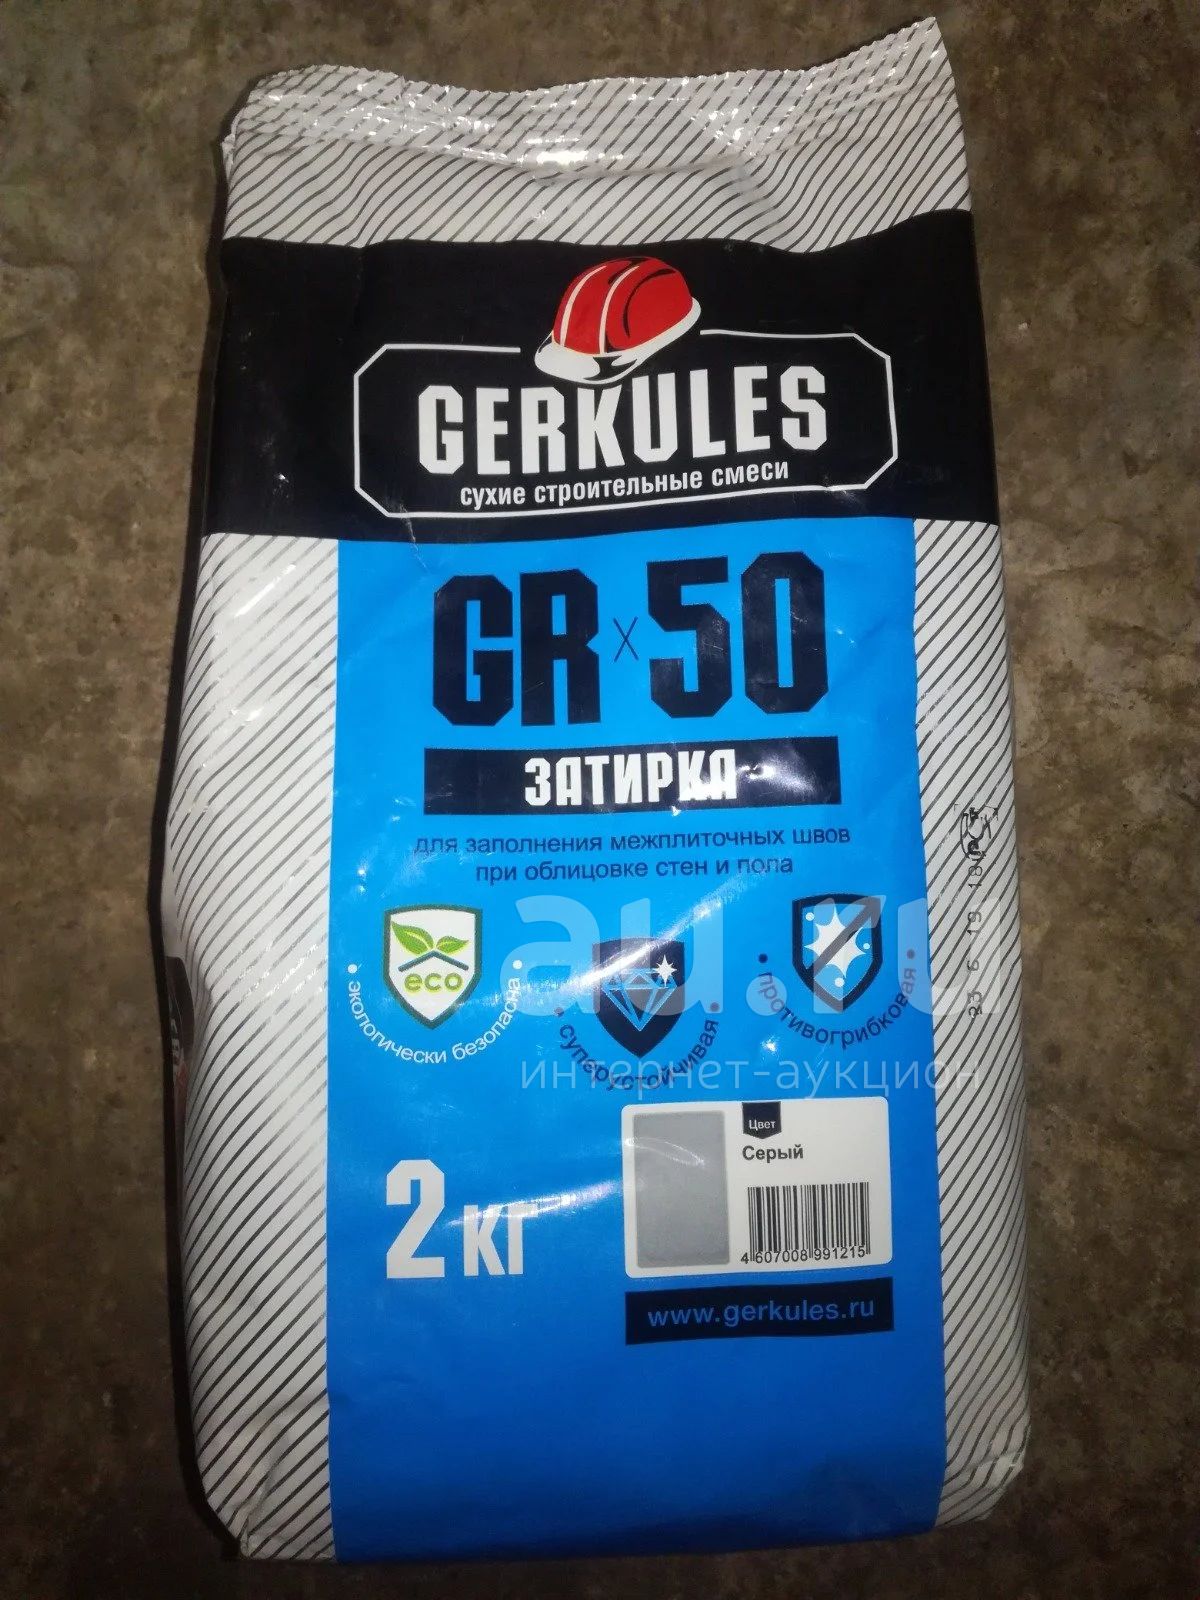 GERKULES
сухие строительные смеси
GR×50
ЗАТИРКА
для заполнения межплиточных швов
при облицовке стен и пола
eco
• экологически безопасна •
• суперустойчивая •
• противогрибковая •
au.ru
интернет-аукцион
2 кг
Цвет
Серый
4 607008 991215
www.gerkules.ru